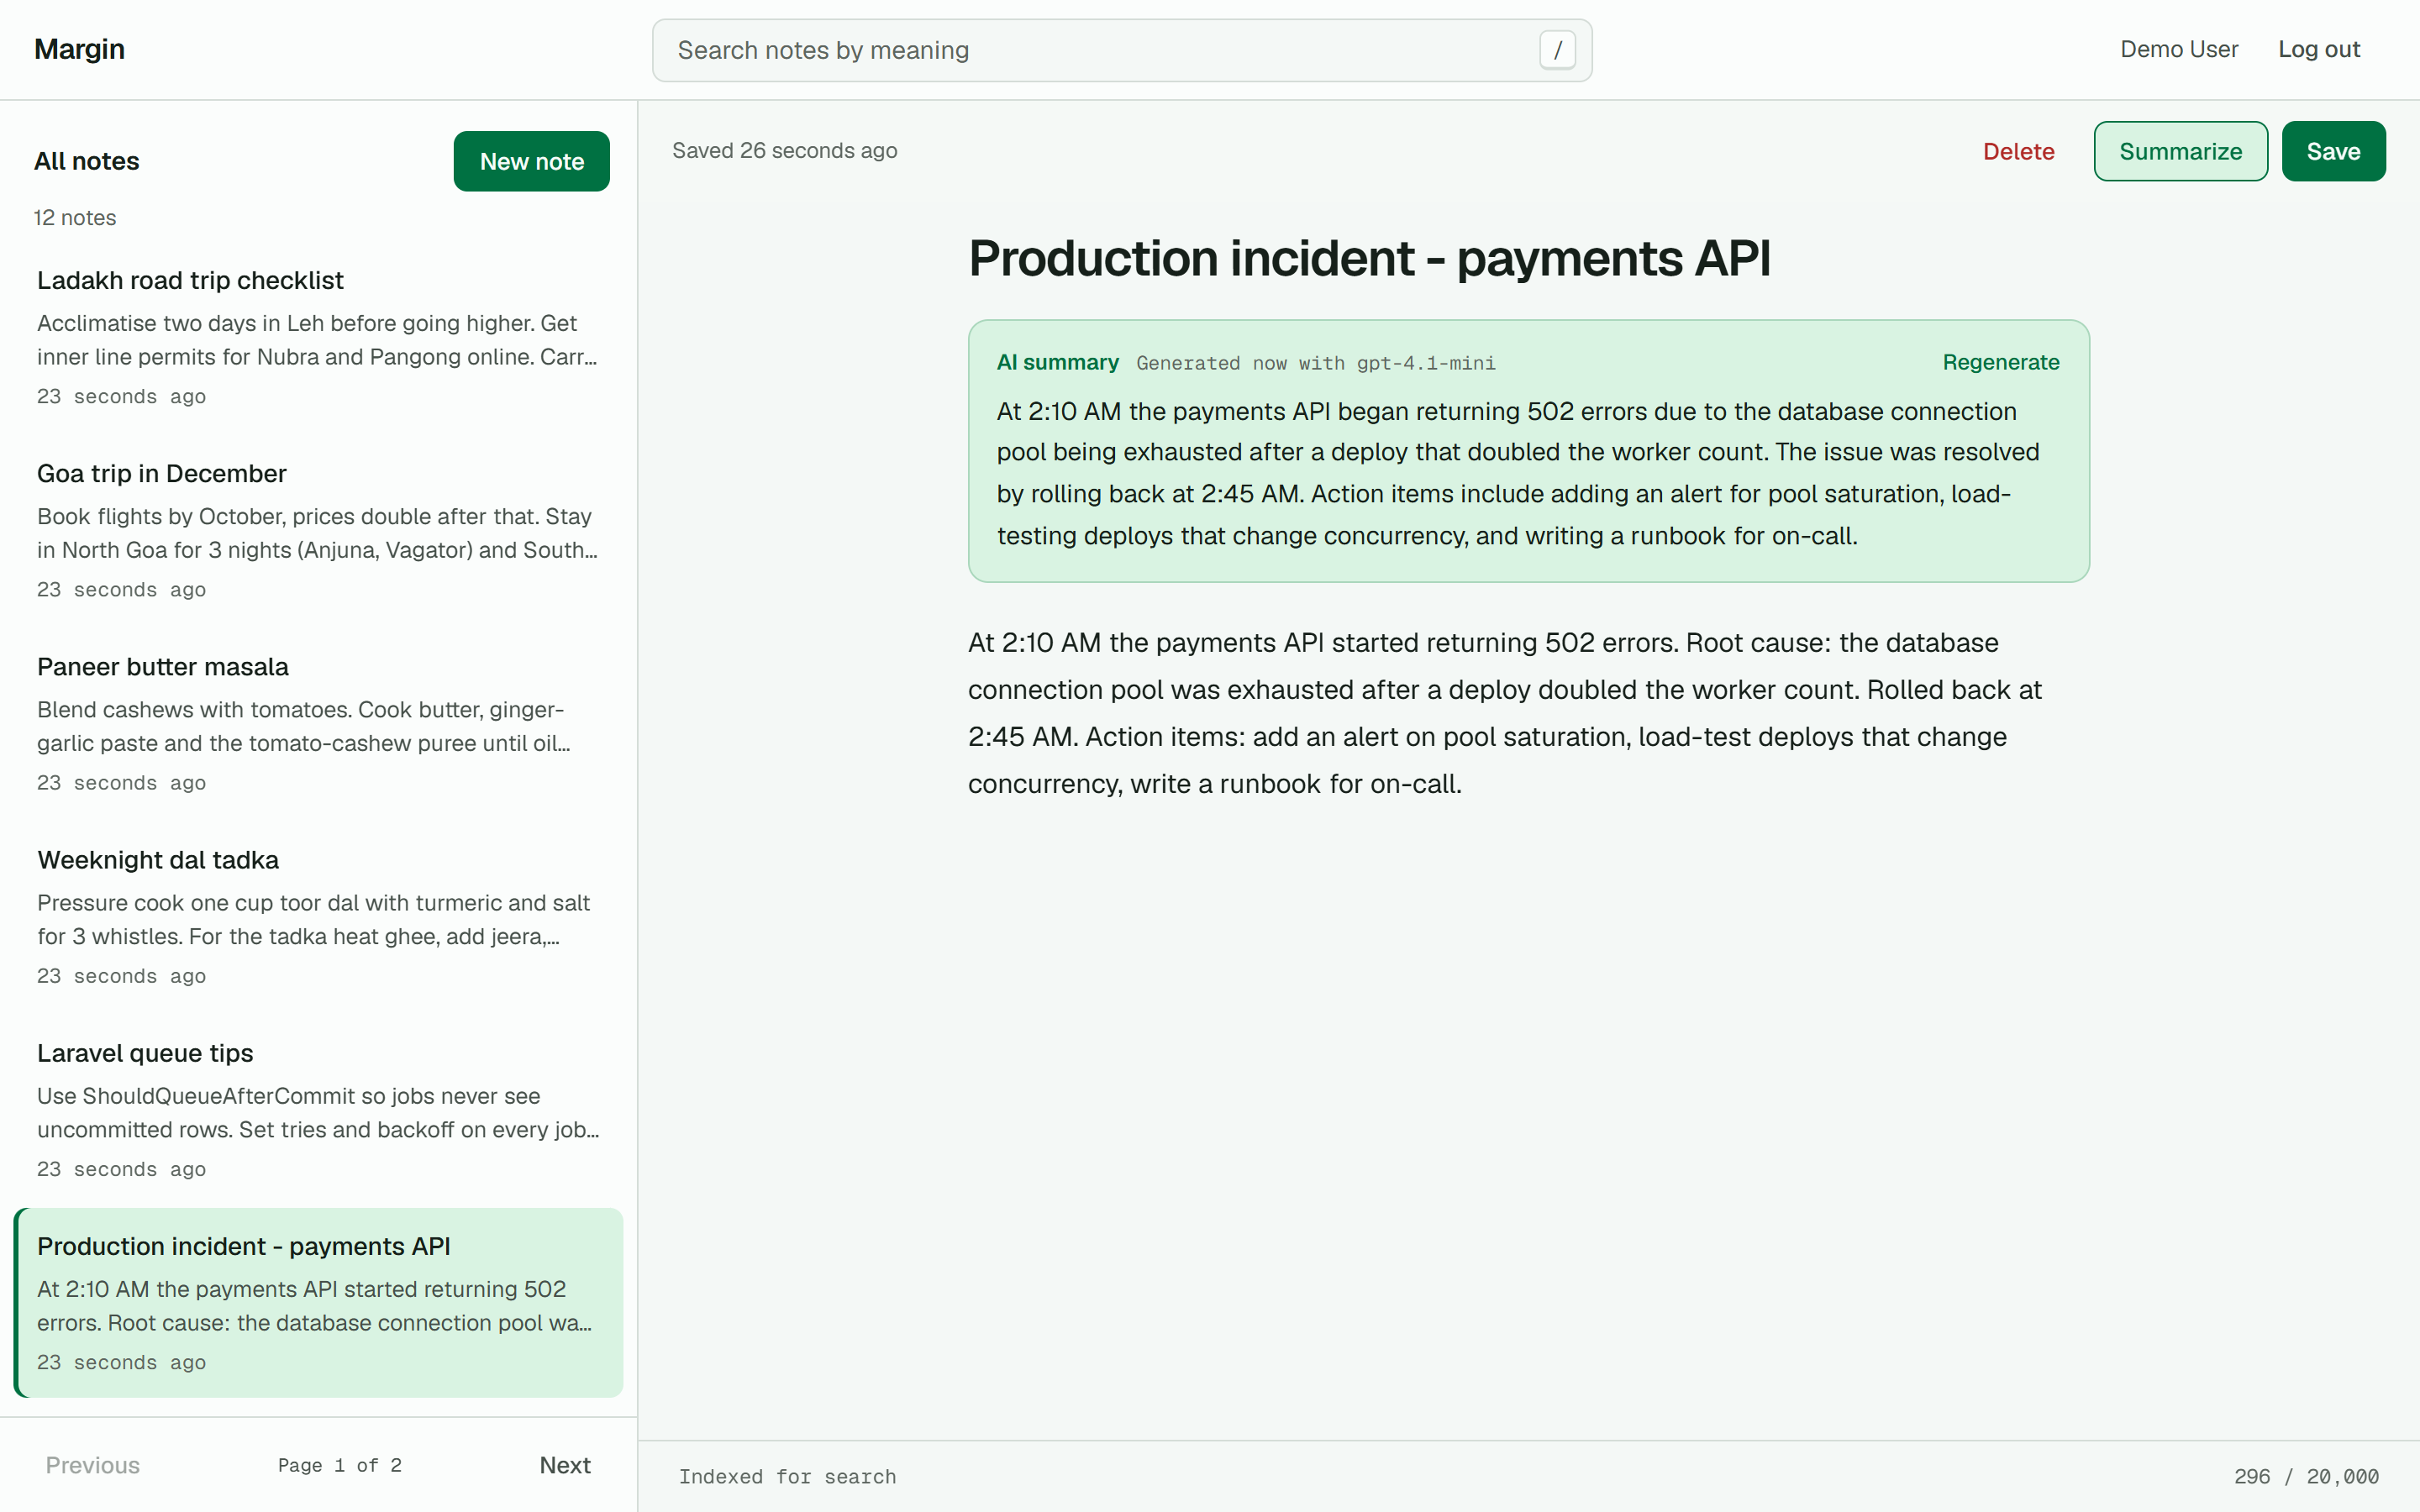 Margin
Search notes by meaning
/
Demo User
Log out
All notes
New note
12 notes
Ladakh road trip checklist
Acclimatise two days in Leh before going higher. Get
inner line permits for Nubra and Pangong online. Carr...
23 seconds ago
Goa trip in December
Book flights by October, prices double after that. Stay
in North Goa for 3 nights (Anjuna, Vagator) and South...
23 seconds ago
Paneer butter masala
Blend cashews with tomatoes. Cook butter, ginger-
garlic paste and the tomato-cashew puree until oil...
23 seconds ago
Weeknight dal tadka
Pressure cook one cup toor dal with turmeric and salt
for 3 whistles. For the tadka heat ghee, add jeera,...
23 seconds ago
Laravel queue tips
Use ShouldQueueAfterCommit so jobs never see
uncommitted rows. Set tries and backoff on every job...
23 seconds ago
Production incident - payments API
At 2:10 AM the payments API started returning 502
errors. Root cause: the database connection pool wa...
23 seconds ago
Previous
Page 1 of 2
Next
Saved 26 seconds ago
Delete
Summarize
Save
Production incident - payments API
AI summary Generated now with gpt-4.1-mini
Regenerate
At 2:10 AM the payments API began returning 502 errors due to the database connection
pool being exhausted after a deploy that doubled the worker count. The issue was resolved
by rolling back at 2:45 AM. Action items include adding an alert for pool saturation, load-
testing deploys that change concurrency, and writing a runbook for on-call.
At 2:10 AM the payments API started returning 502 errors. Root cause: the database
connection pool was exhausted after a deploy doubled the worker count. Rolled back at
2:45 AM. Action items: add an alert on pool saturation, load-test deploys that change
concurrency, write a runbook for on-call.
Indexed for search
296 / 20,000